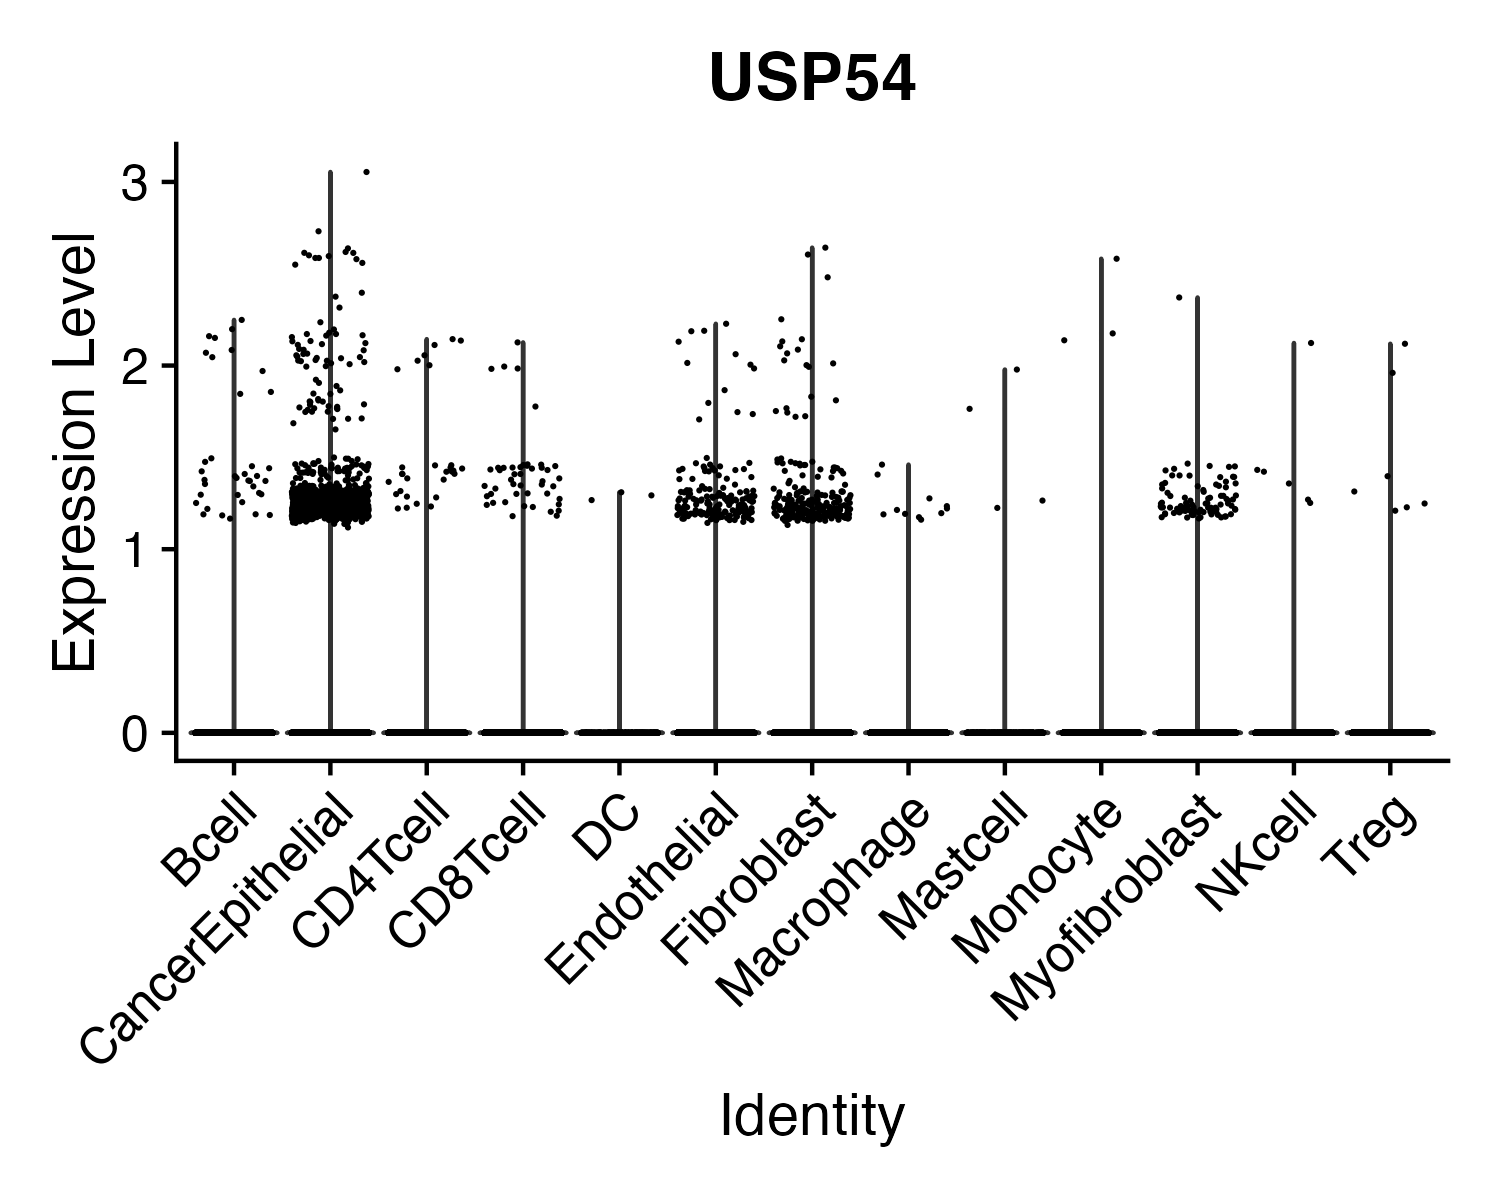 USP54
Expression Level
3
2
1
0
Bcell
CancerEpithelial
CD4Tcell
CD8Tcell
DC
Endothelial
Fibroblast
Macrophage
Mastcell
Monocyte
Myofibroblast
NKcell
Treg
Identity